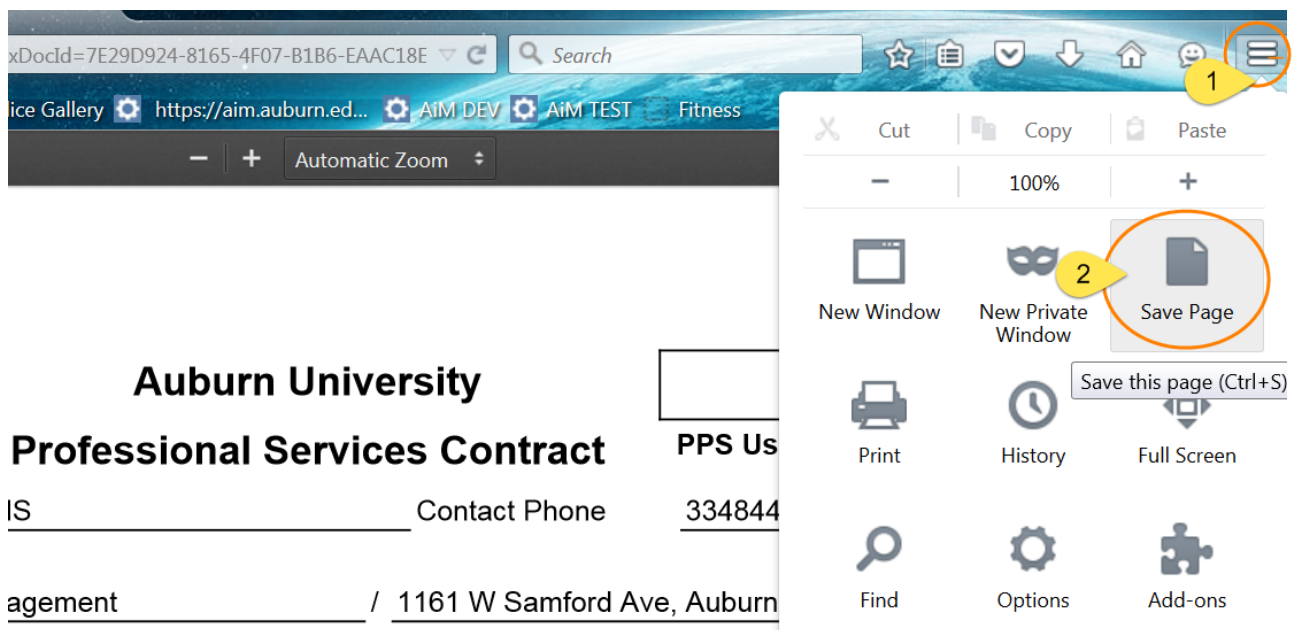 xDocId=7E29D924-8165-4F07-B1B6-EAAC18E
Search
1
lice Gallery https://aim.auburn.ed... AiM DEV AiM TEST Fitness
Automatic Zoom
Cut Copy Paste
100%
2
New Window
New Private
Window
Save Page
Save this page (Ctrl+S)
Print History Full Screen
Find Options Add-ons
Auburn University
Professional Services Contract
PPS Us
IS Contact Phone 334844
agement / 1161 W Samford Ave, Auburn